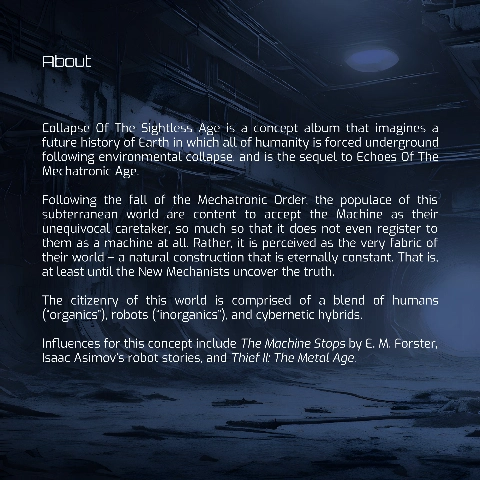 About
Collapse Of The Sightless Age is a concept album that imagines a
future history of Earth in which all of humanity is forced underground
following environmental collapse, and is the sequel to Echoes Of The
Mechatronic Age.
Following the fall of the Mechatronic Order, the populace of this
subterranean world are content to accept the Machine as their
unequivocal caretaker, so much so that it does not even register to
them as a machine at all. Rather, it is perceived as the very fabric of
their world – a natural construction that is eternally constant. That is,
at least until the New Mechanists uncover the truth.
The citizenry of this world is comprised of a blend of humans
("organics"), robots ("inorganics"), and cybernetic hybrids.
Influences for this concept include The Machine Stops by E. M. Forster,
Isaac Asimov's robot stories, and Thief II: The Metal Age.